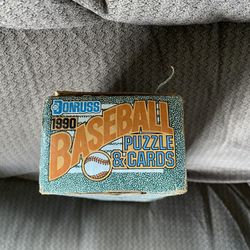 DONRUSS
1990
BASEBALL
PUZZLE
& CARDS